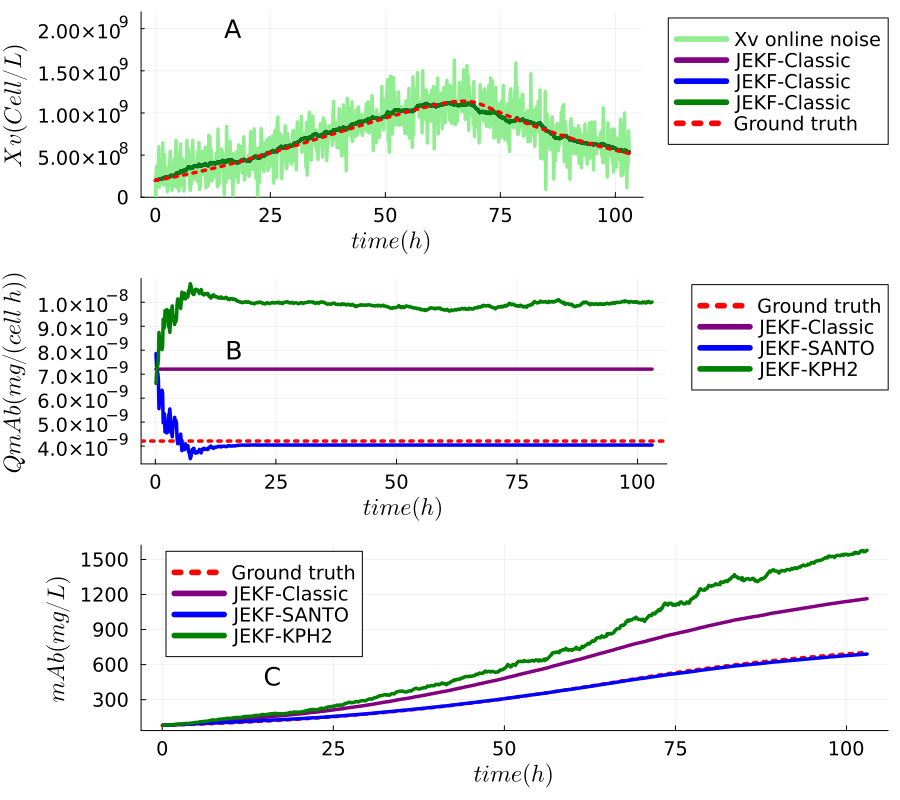 A
2.00×10⁹
1.50×10⁹
1.00×10⁹
5.00×10⁸
0
Xv(Cell/L)
0 25 50 75 100
time(h)
Xv online noise
JEKF-Classic
JEKF-Classic
JEKF-Classic
Ground truth
B
1.0×10⁻⁸
9.0×10⁻⁹
8.0×10⁻⁹
7.0×10⁻⁹
6.0×10⁻⁹
5.0×10⁻⁹
4.0×10⁻⁹
QmAb(mg/(cell h))
0 25 50 75 100
time(h)
Ground truth
JEKF-Classic
JEKF-SANTO
JEKF-KPH2
1500
1200
900
600
300
mAb(mg/L)
Ground truth
JEKF-Classic
JEKF-SANTO
JEKF-KPH2
C
0 25 50 75 100
time(h)